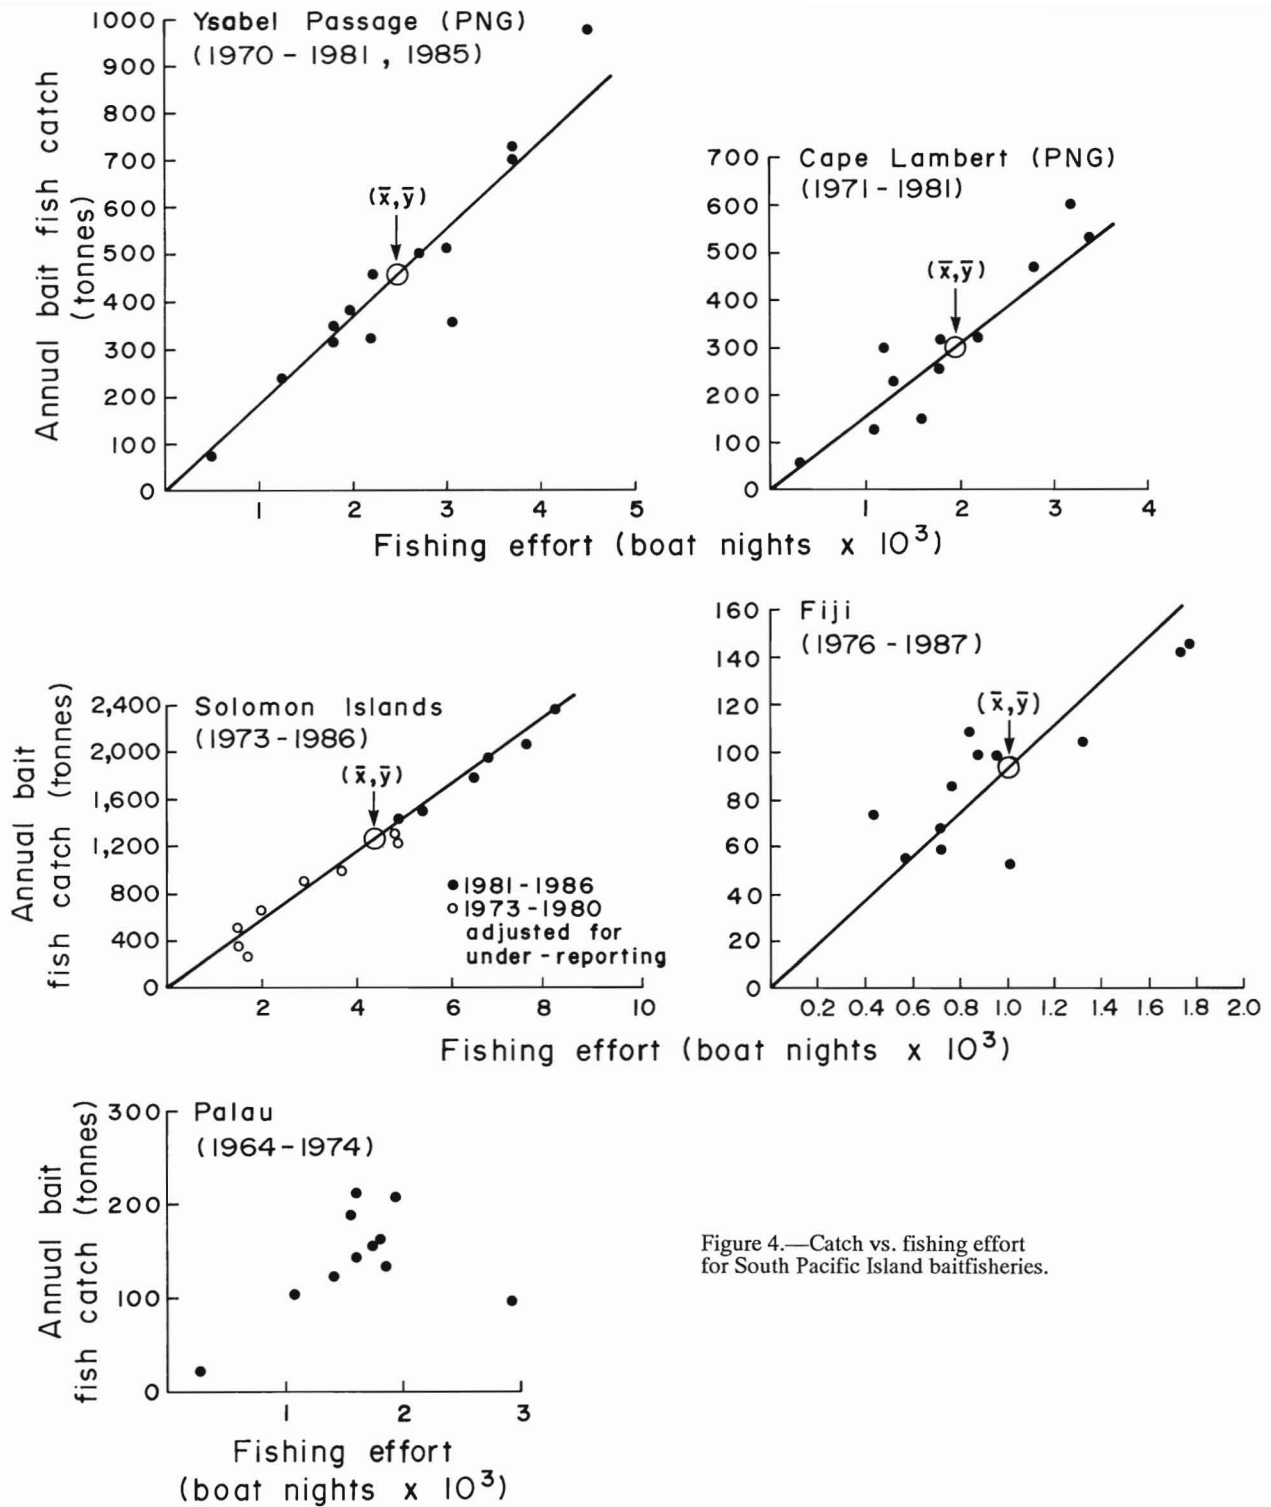 Ysabel Passage (PNG)
(1970 - 1981 , 1985)
Annual bait fish catch
(tonnes)
1000
900
800
700
600
500
400
300
200
100
0
(x̄,ȳ)
1 2 3 4 5
Cape Lambert (PNG)
(1971 - 1981)
700
600
500
400
300
200
100
0
(x̄,ȳ)
1 2 3 4
Fishing effort (boat nights x 10³)
Solomon Islands
(1973 - 1986)
Annual bait
fish catch (tonnes)
2,400
2,000
1,600
1,200
800
400
0
(x̄,ȳ)
● 1981 - 1986
○ 1973 - 1980
adjusted for
under - reporting
2 4 6 8 10
Fiji
(1976 - 1987)
160
140
120
100
80
60
40
20
0
(x̄,ȳ)
0.2 0.4 0.6 0.8 1.0 1.2 1.4 1.6 1.8 2.0
Fishing effort (boat nights x 10³)
Palau
(1964 - 1974)
Annual bait
fish catch (tonnes)
300
200
100
0
1 2 3
Fishing effort
(boat nights x 10³)
Figure 4.—Catch vs. fishing effort
for South Pacific Island baitfisheries.